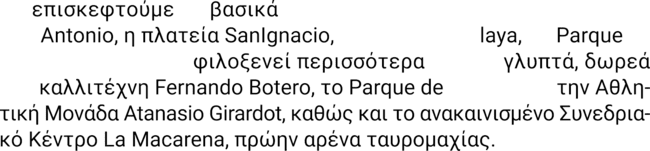 επισκεφτούμε βασικά
Antonio, η πλατεία SanIgnacio, laya, Parque
φιλοξενεί περισσότερα γλυπτά, δωρεά
καλλιτέχνη Fernando Botero, το Parque de την Αθλη-
τική Μονάδα Atanasio Girardot, καθώς και το ανακαινισμένο Συνεδρια-
κό Κέντρο La Macarena, πρώην αρένα ταυρομαχίας.